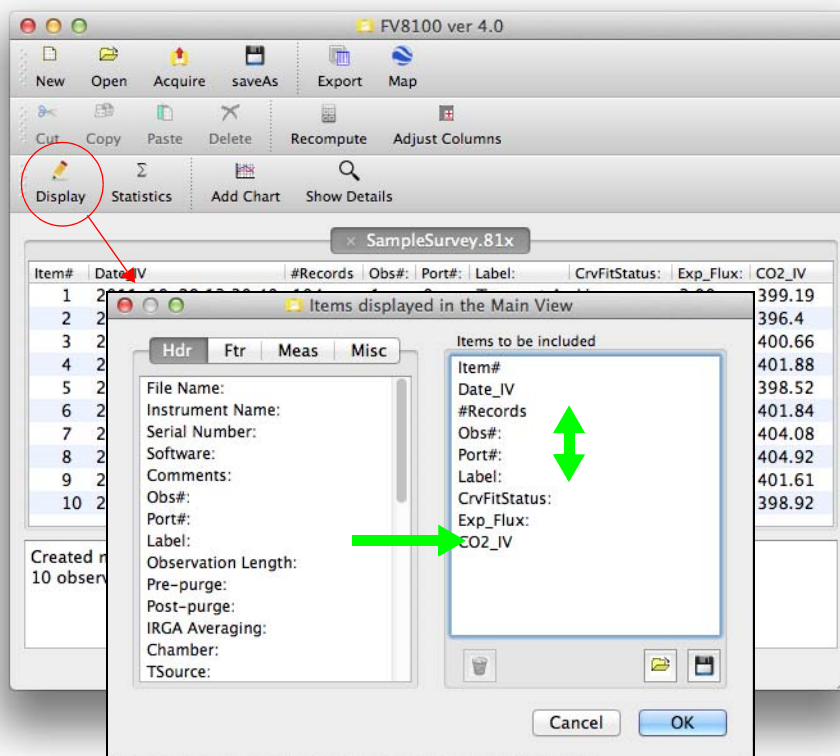 FV8100 ver 4.0
New Open Acquire saveAs Export Map
Cut Copy Paste Delete Recompute Adjust Columns
Display Statistics Add Chart Show Details
× SampleSurvey.81x
Item# Date_IV #Records Obs#: Port#: Label: CrvFitStatus: Exp_Flux: CO2_IV
1 399.19
2 396.4
3 400.66
4 401.88
5 398.52
6 401.84
7 404.08
8 404.92
9 401.61
10 398.92
Created
10
Items displayed in the Main View
Hdr Ftr Meas Misc
File Name:
Instrument Name:
Serial Number:
Software:
Comments:
Obs#:
Port#:
Label:
Observation Length:
Pre-purge:
Post-purge:
IRGA Averaging:
Chamber:
TSource:
Items to be included
Item#
Date_IV
#Records
Obs#:
Port#:
Label:
CrvFitStatus:
Exp_Flux:
CO2_IV
Cancel OK